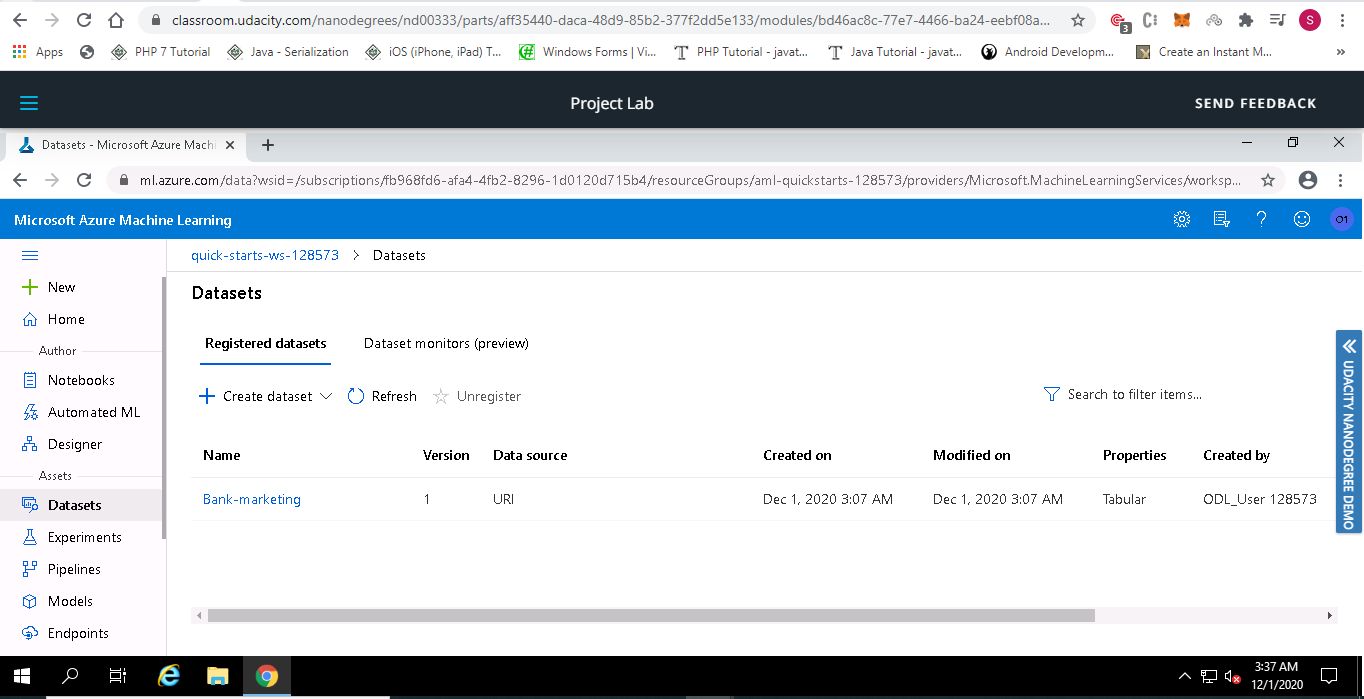 classroom.udacity.com/nanodegrees/nd00333/parts/aff35440-daca-48d9-85b2-377f2dd5e133/modules/bd46ac8c-77e7-4466-ba24-eebf08a...
3
S
Apps PHP 7 Tutorial Java - Serialization iOS (iPhone, iPad) T... Windows Forms | Vi... PHP Tutorial - javat... Java Tutorial - javat... Android Developm... Create an Instant M... »
Project Lab SEND FEEDBACK
Datasets - Microsoft Azure Machi
ml.azure.com/data?wsid=/subscriptions/fb968fd6-afa4-4fb2-8296-1d0120d715b4/resourceGroups/aml-quickstarts-128573/providers/Microsoft.MachineLearningServices/worksp...
Microsoft Azure Machine Learning O1
quick-starts-ws-128573 > Datasets
New
Home
Author
Notebooks
Automated ML
Designer
Assets
Datasets
Experiments
Pipelines
Models
Endpoints
Datasets
Registered datasets Dataset monitors (preview)
Create dataset Refresh Unregister Search to filter items...
Name Version Data source Created on Modified on Properties Created by
Bank-marketing 1 URI Dec 1, 2020 3:07 AM Dec 1, 2020 3:07 AM Tabular ODL_User 128573
UDACITY NANODEGREE DEMO
3:37 AM
12/1/2020